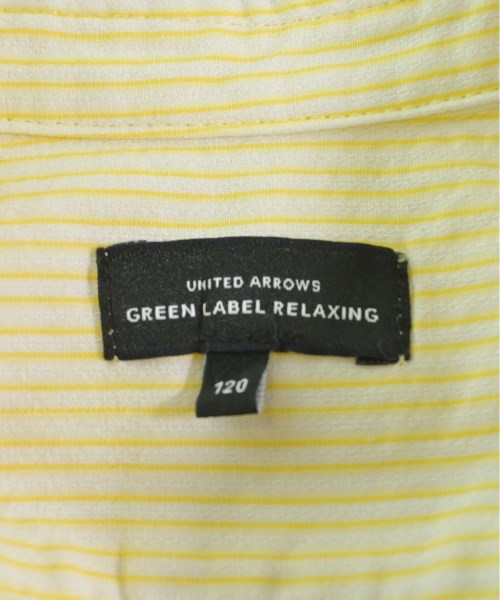 UNITED ARROWS
GREEN LABEL RELAXING
120